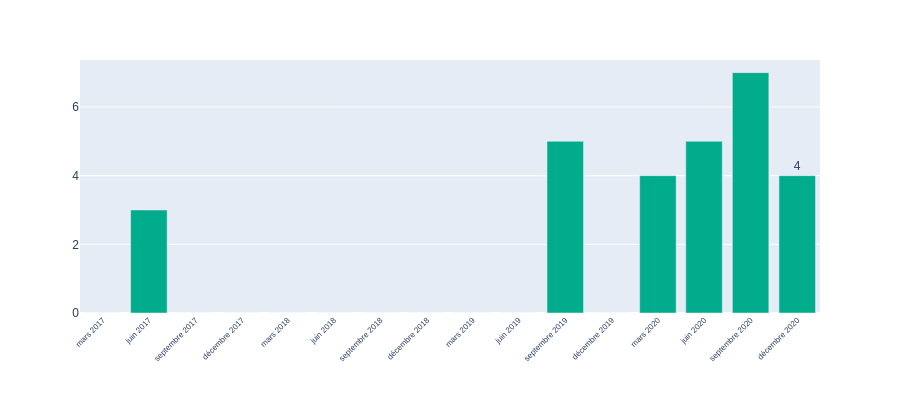 6
4
4
2
0
mars 2017
juin 2017
septembre 2017
décembre 2017
mars 2018
juin 2018
septembre 2018
décembre 2018
mars 2019
juin 2019
septembre 2019
décembre 2019
mars 2020
juin 2020
septembre 2020
décembre 2020